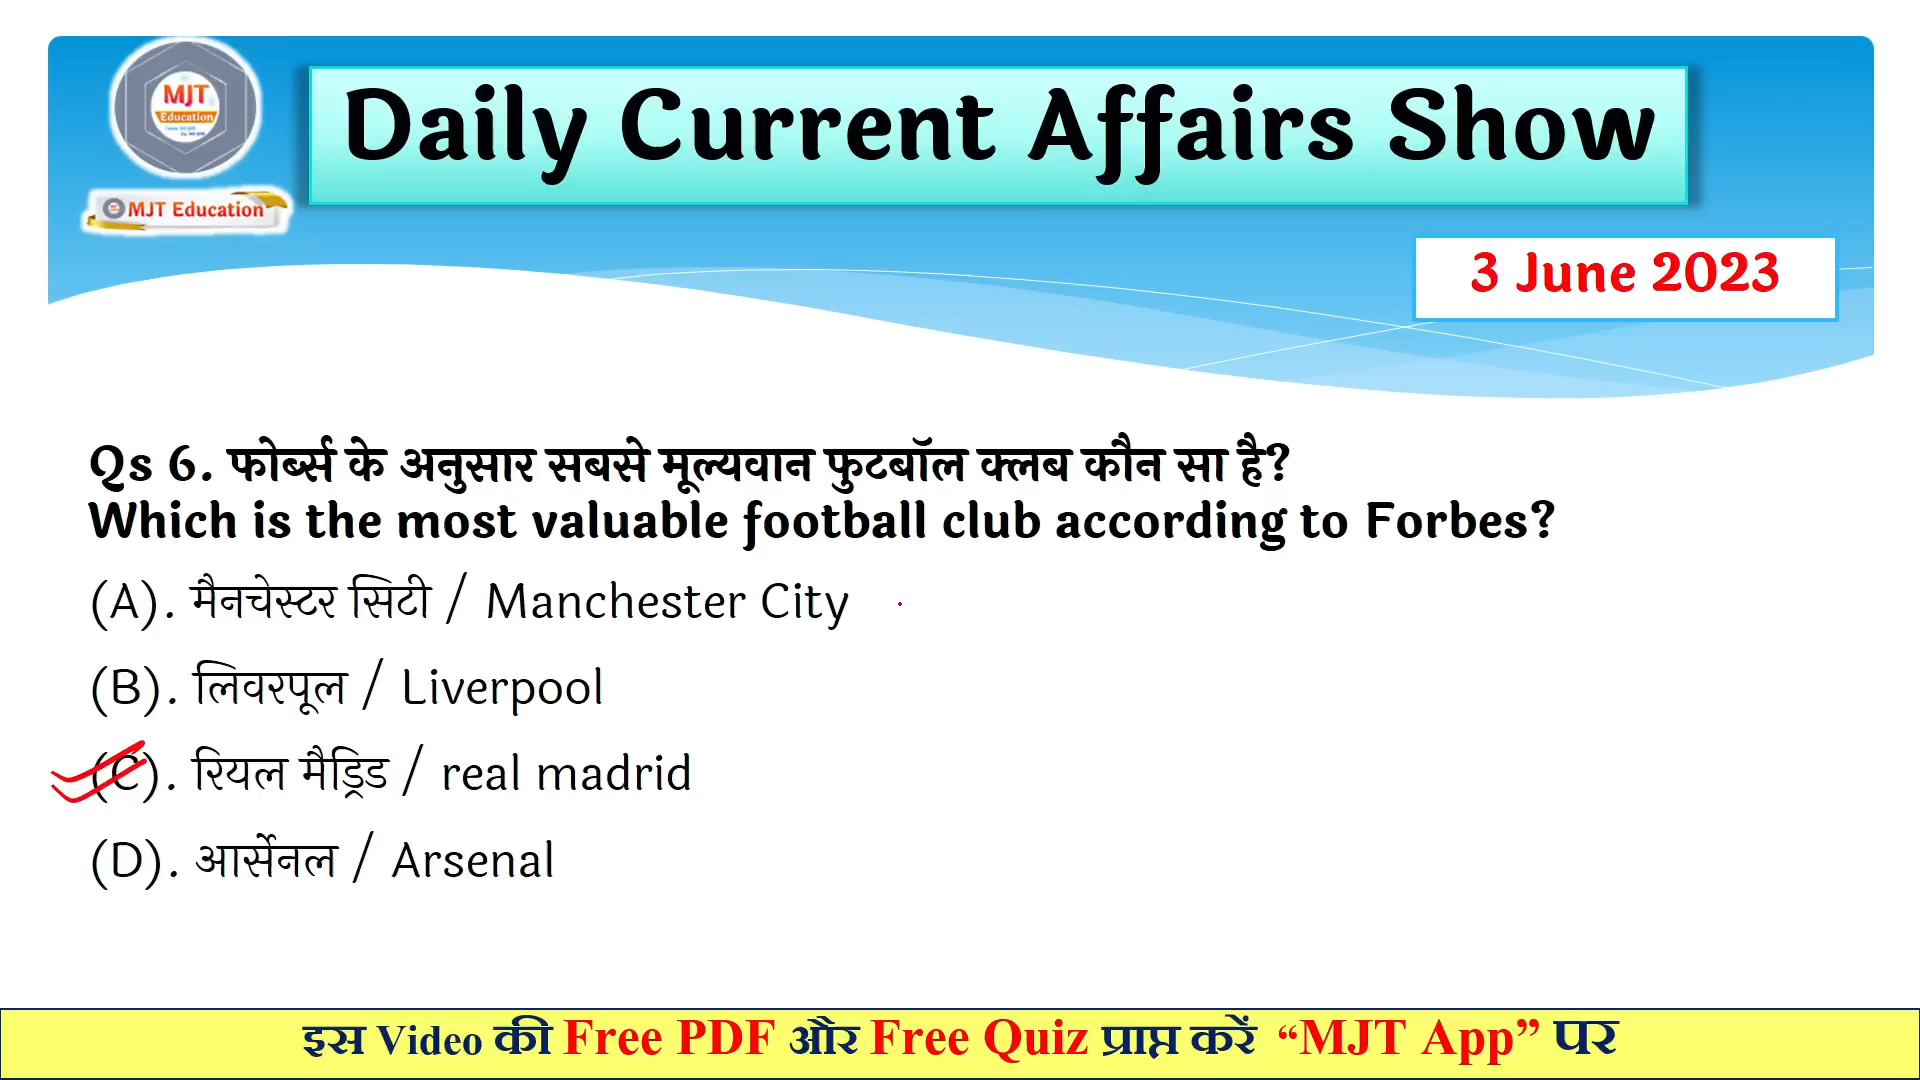 MJT
Education
MJT Education
Daily Current Affairs Show
3 June 2023
Qs 6. फोर्ब्स के अनुसार सबसे मूल्यवान फुटबॉल क्लब कौन सा है?
Which is the most valuable football club according to Forbes?
(A). मैनचेस्टर सिटी / Manchester City
(B). लिवरपूल / Liverpool
(C). रियल मैड्रिड / real madrid
(D). आर्सेनल / Arsenal
इस Video की Free PDF और Free Quiz प्राप्त करें “MJT App” पर